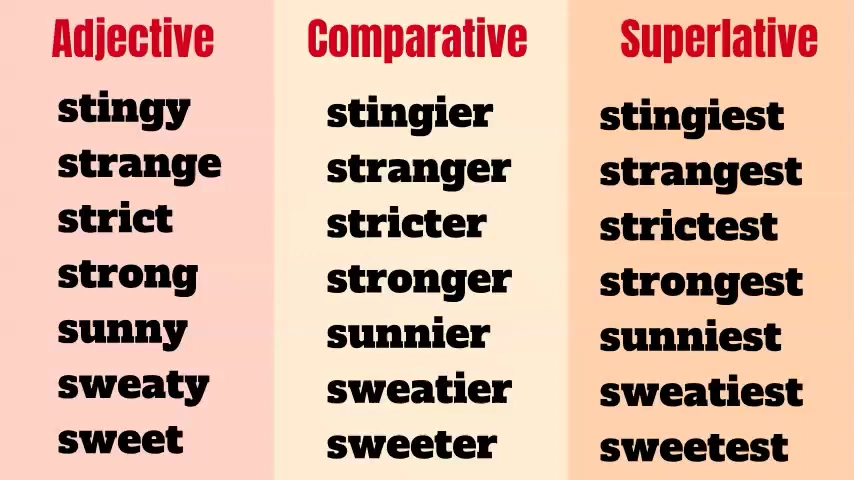 Adjective Comparative Superlative
stingy stingier stingiest
strange stranger strangest
strict stricter strictest
strong stronger strongest
sunny sunnier sunniest
sweaty sweatier sweatiest
sweet sweeter sweetest